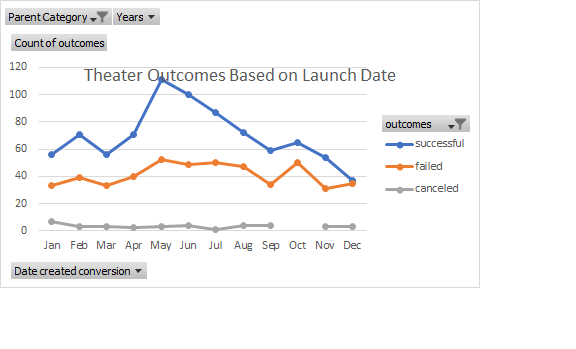 Parent Category Years
Count of outcomes
Theater Outcomes Based on Launch Date
120
100
80
60
40
20
0
Jan Feb Mar Apr May Jun Jul Aug Sep Oct Nov Dec
outcomes
successful
failed
canceled
Date created conversion